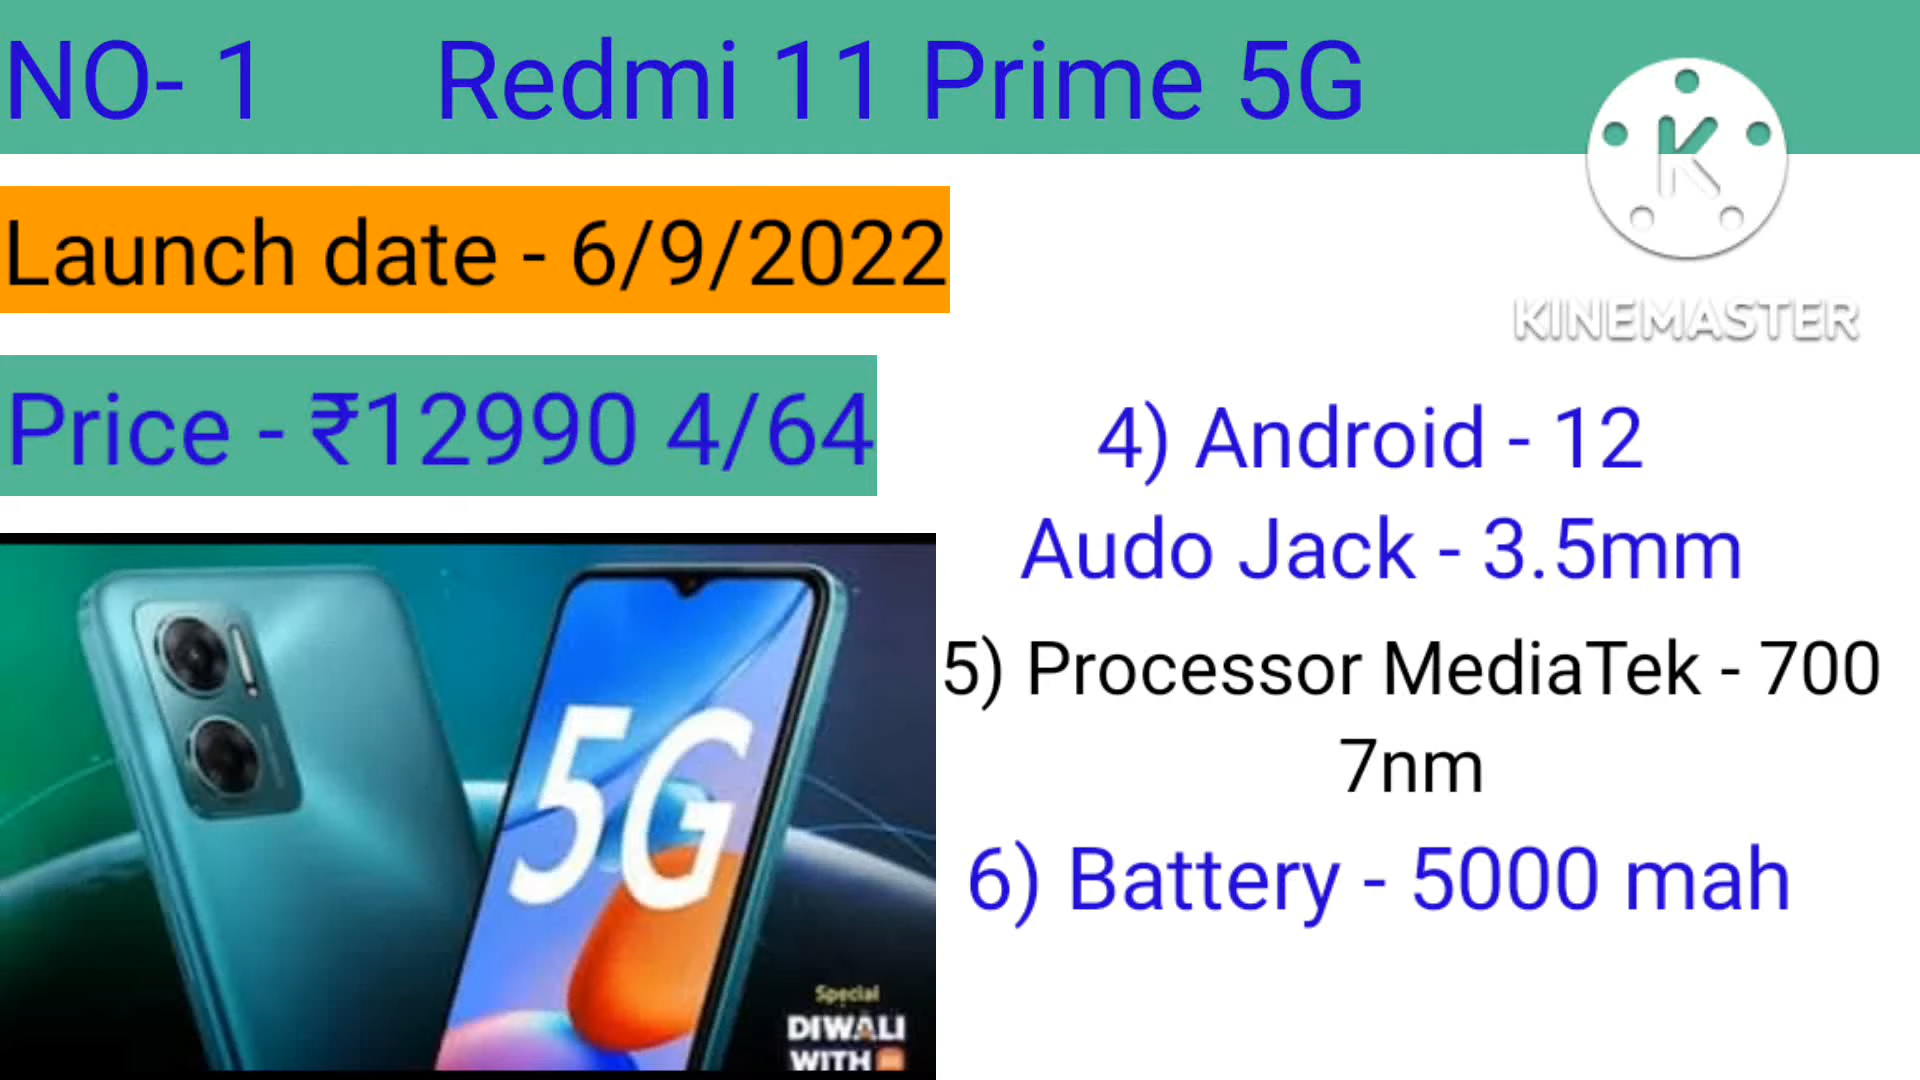 NO- 1 Redmi 11 Prime 5G
Launch date - 6/9/2022
Price - ₹12990 4/64
K
KINEMASTER
4) Android - 12
Audo Jack - 3.5mm
5) Processor MediaTek - 700
7nm
6) Battery - 5000 mah
5G
Special
DIWALI
WITH